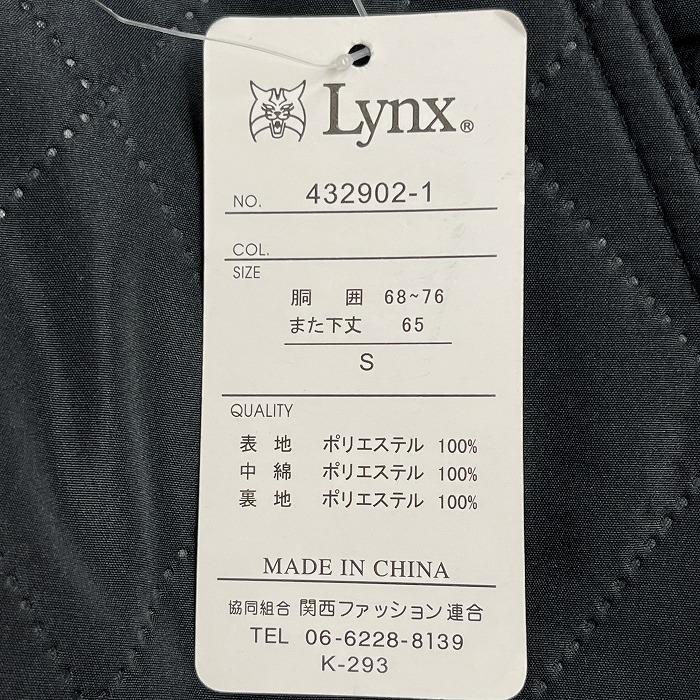 Lynx®
NO. 432902-1
COL.
SIZE
胴 囲 68~76
また下丈 65
S
QUALITY
表 地 ポリエステル 100%
中 綿 ポリエステル 100%
裏 地 ポリエステル 100%
MADE IN CHINA
協同組合 関西ファッション連合
TEL 06-6228-8139
K-293